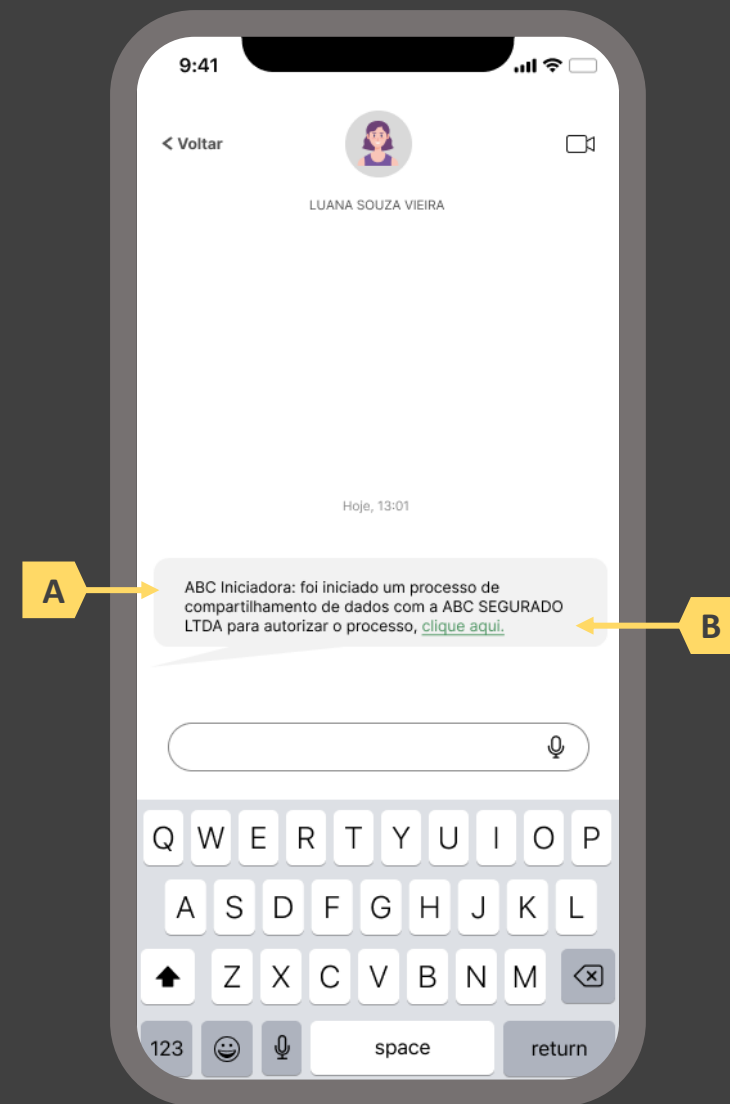 9:41
< Voltar
LUANA SOUZA VIEIRA
Hoje, 13:01
A
ABC Iniciadora: foi iniciado um processo de
compartilhamento de dados com a ABC SEGURADO
LTDA para autorizar o processo, clique aqui.
B
Q W E R T Y U I O P
A S D F G H J K L
Z X C V B N M
123 space return